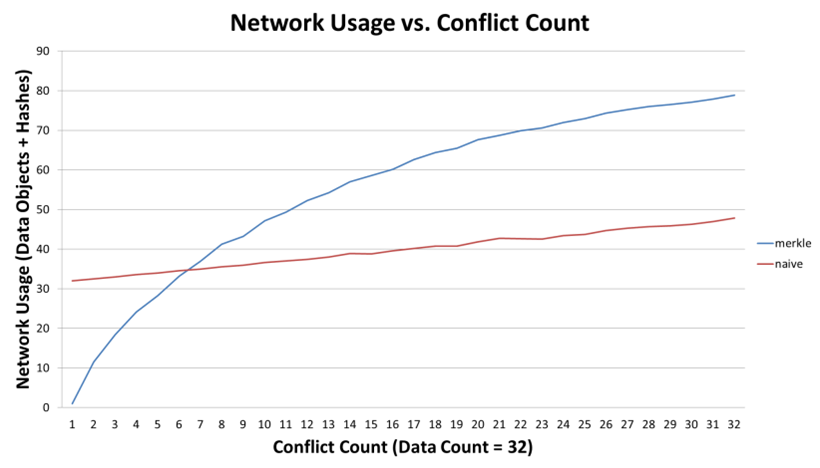 Network Usage vs. Conflict Count
Network Usage (Data Objects + Hashes)
90
80
70
60
50
40
30
20
10
0
merkle
naive
1 2 3 4 5 6 7 8 9 10 11 12 13 14 15 16 17 18 19 20 21 22 23 24 25 26 27 28 29 30 31 32
Conflict Count (Data Count = 32)